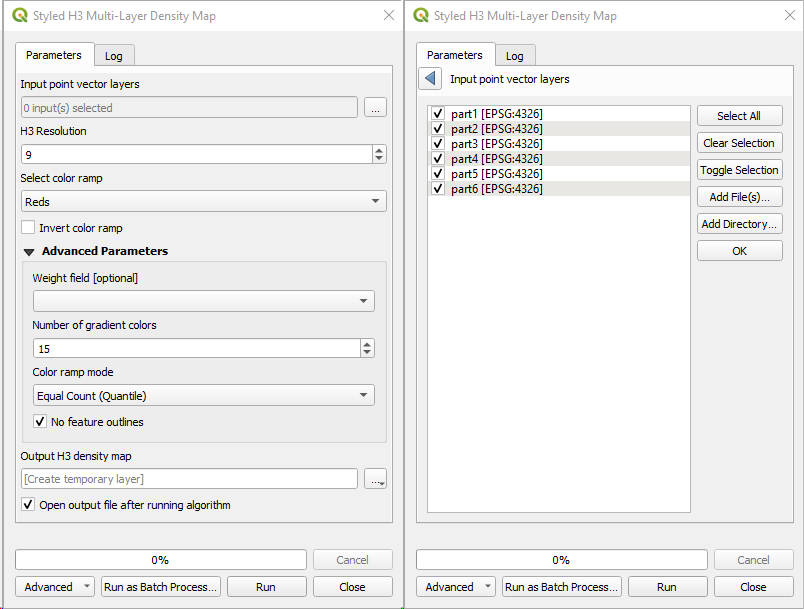 Styled H3 Multi-Layer Density Map
Parameters
Log
Input point vector layers
0 input(s) selected
...
H3 Resolution
9
Select color ramp
Reds
Invert color ramp
Advanced Parameters
Weight field [optional]
Number of gradient colors
15
Color ramp mode
Equal Count (Quantile)
No feature outlines
Output H3 density map
[Create temporary layer]
...
Open output file after running algorithm
0%
Cancel
Advanced
Run as Batch Process...
Run
Close
Styled H3 Multi-Layer Density Map
Parameters
Log
Input point vector layers
part1 [EPSG:4326]
part2 [EPSG:4326]
part3 [EPSG:4326]
part4 [EPSG:4326]
part5 [EPSG:4326]
part6 [EPSG:4326]
Select All
Clear Selection
Toggle Selection
Add File(s)...
Add Directory...
OK
0%
Cancel
Advanced
Run as Batch Process...
Run
Close